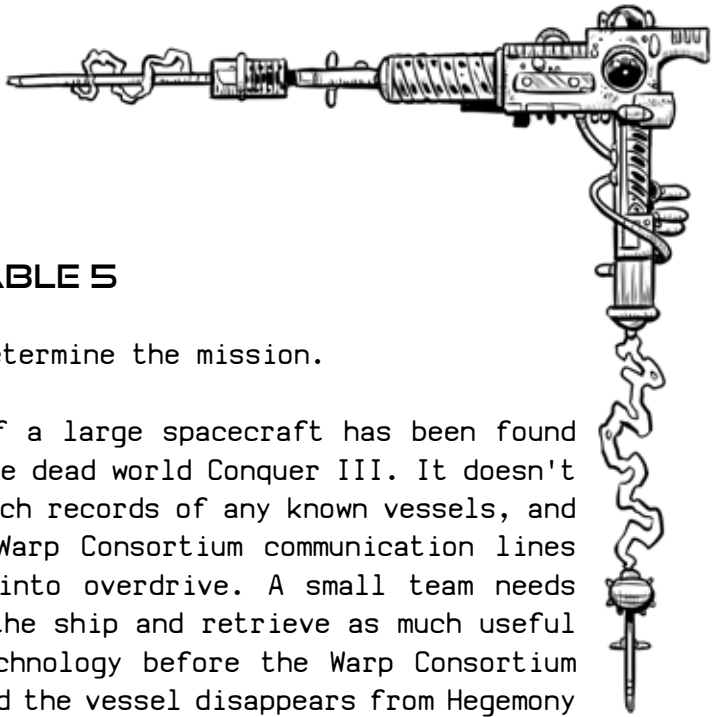 ABLE 5
etermine the mission.
f a large spacecraft has been found
e dead world Conquer III. It doesn't
ch records of any known vessels, and
Warp Consortium communication lines
into overdrive. A small team needs
the ship and retrieve as much useful
chnology before the Warp Consortium
d the vessel disappears from Hegemony